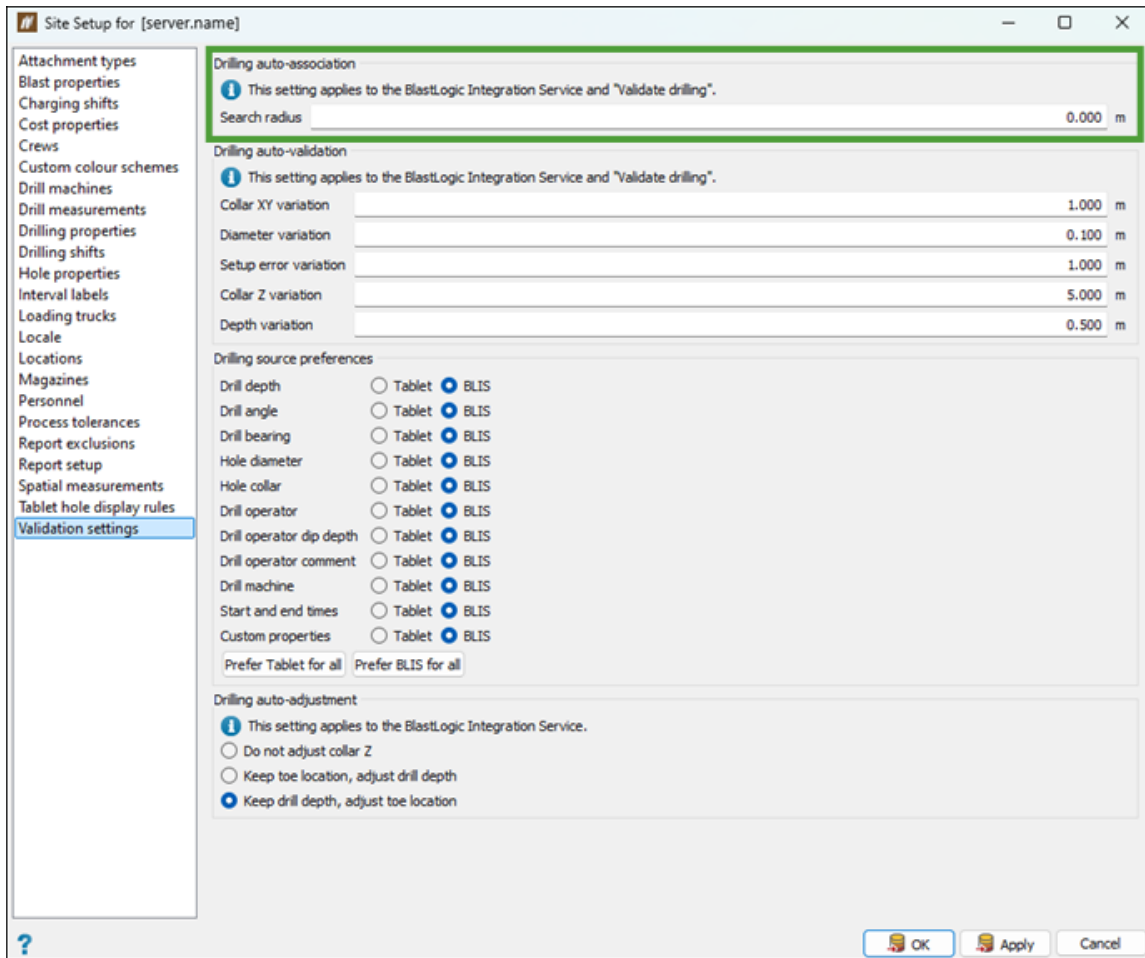 Site Setup for [server.name]
Attachment types
Blast properties
Charging shifts
Cost properties
Crews
Custom colour schemes
Drill machines
Drill measurements
Drilling properties
Drilling shifts
Hole properties
Interval labels
Loading trucks
Locale
Locations
Magazines
Personnel
Process tolerances
Report exclusions
Report setup
Spatial measurements
Tablet hole display rules
Validation settings
Drilling auto-association
This setting applies to the BlastLogic Integration Service and "Validate drilling".
Search radius 0.000 m
Drilling auto-validation
This setting applies to the BlastLogic Integration Service and "Validate drilling".
Collar XY variation 1.000 m
Diameter variation 0.100 m
Setup error variation 1.000 m
Collar Z variation 5.000 m
Depth variation 0.500 m
Drilling source preferences
Drill depth Tablet BLIS
Drill angle Tablet BLIS
Drill bearing Tablet BLIS
Hole diameter Tablet BLIS
Hole collar Tablet BLIS
Drill operator Tablet BLIS
Drill operator dip depth Tablet BLIS
Drill operator comment Tablet BLIS
Drill machine Tablet BLIS
Start and end times Tablet BLIS
Custom properties Tablet BLIS
Prefer Tablet for all Prefer BLIS for all
Drilling auto-adjustment
This setting applies to the BlastLogic Integration Service.
Do not adjust collar Z
Keep toe location, adjust drill depth
Keep drill depth, adjust toe location
? OK Apply Cancel